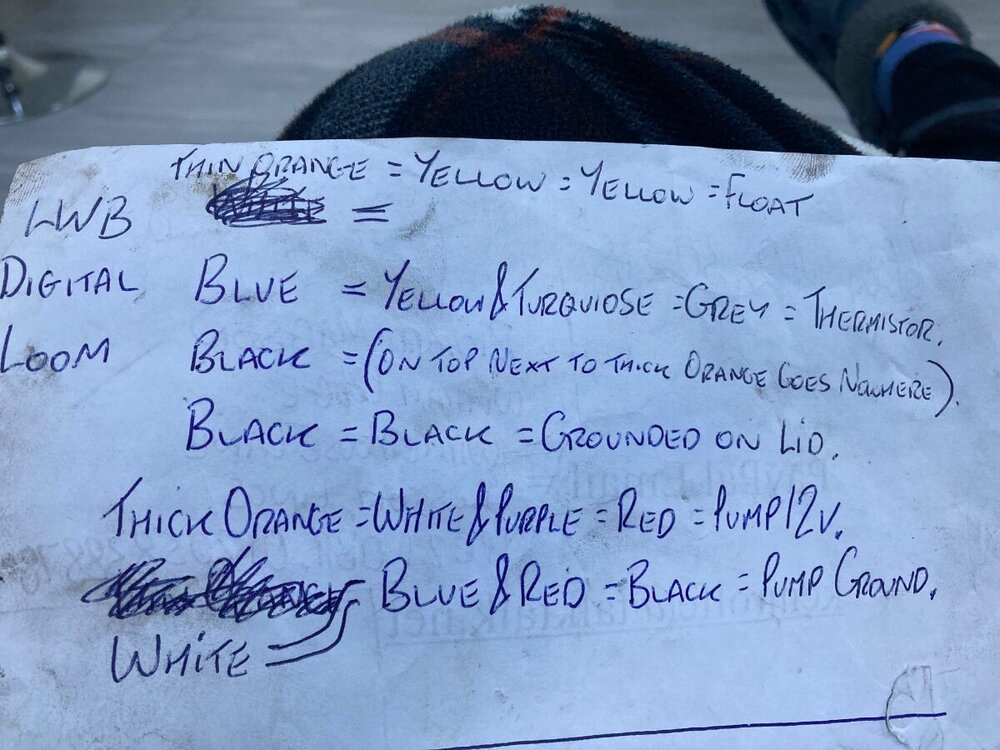 THIN ORANGE = YELLOW = YELLOW = FLOAT
LWB =
DIGITAL BLUE = YELLOW & TURQUIOSE = GREY = THERMISTOR.
LOOM BLACK = (ON TOP NEXT TO THICK ORANGE GOES NOWHERE).
BLACK = BLACK = GROUNDED ON LID.
THICK ORANGE = WHITE & PURPLE = RED = PUMP 12V.
BLUE & RED = BLACK = PUMP GROUND.
WHITE =